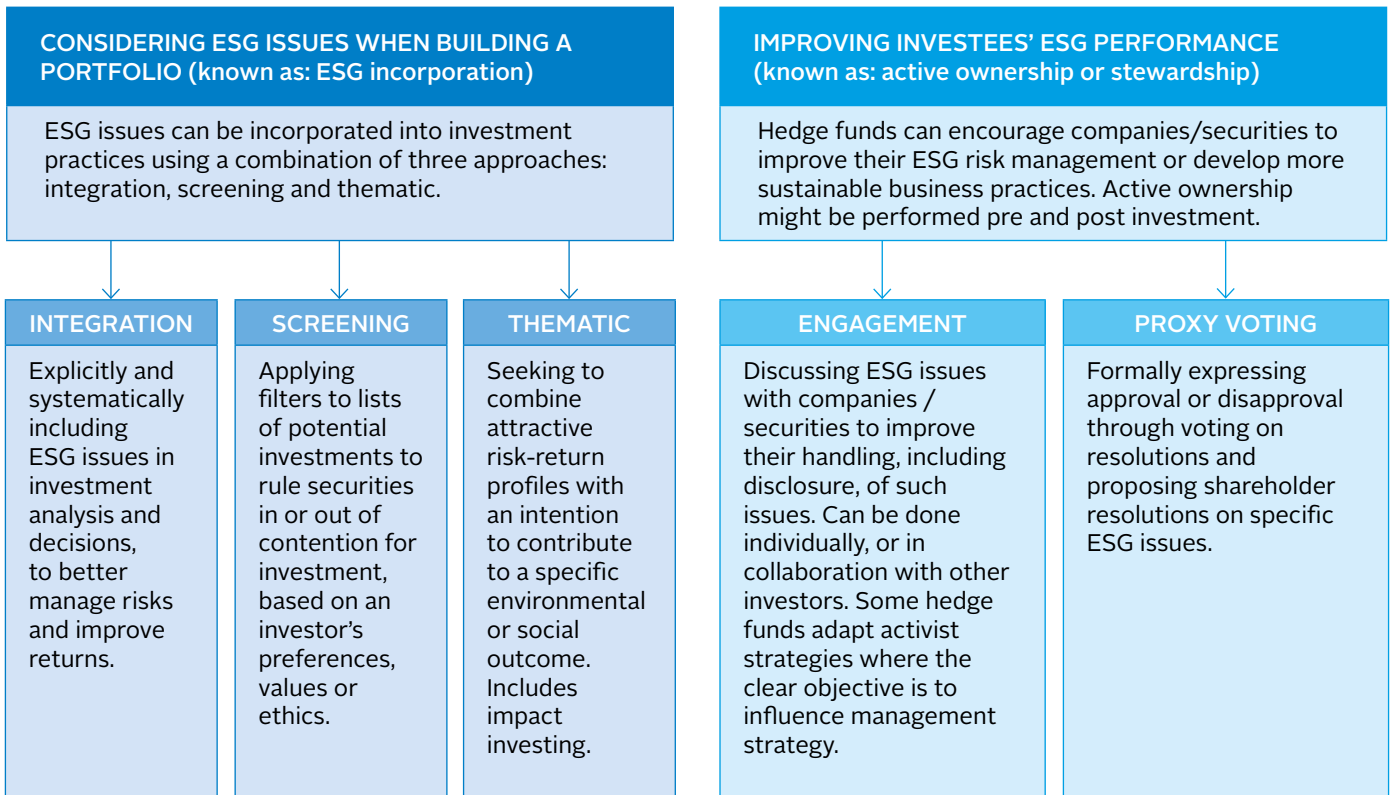 CONSIDERING ESG ISSUES WHEN BUILDING A
PORTFOLIO (known as: ESG incorporation)
ESG issues can be incorporated into investment
practices using a combination of three approaches:
integration, screening and thematic.
INTEGRATION
Explicitly and
systematically
including
ESG issues in
investment
analysis and
decisions,
to better
manage risks
and improve
returns.
SCREENING
Applying
filters to lists
of potential
investments to
rule securities
in or out of
contention for
investment,
based on an
investor’s
preferences,
values or
ethics.
THEMATIC
Seeking to
combine
attractive
risk-return
profiles with
an intention
to contribute
to a specific
environmental
or social
outcome.
Includes
impact
investing.
IMPROVING INVESTEES’ ESG PERFORMANCE
(known as: active ownership or stewardship)
Hedge funds can encourage companies/securities to
improve their ESG risk management or develop more
sustainable business practices. Active ownership
might be performed pre and post investment.
ENGAGEMENT
Discussing ESG issues
with companies /
securities to improve
their handling, including
disclosure, of such
issues. Can be done
individually, or in
collaboration with other
investors. Some hedge
funds adapt activist
strategies where the
clear objective is to
influence management
strategy.
PROXY VOTING
Formally expressing
approval or disapproval
through voting on
resolutions and
proposing shareholder
resolutions on specific
ESG issues.